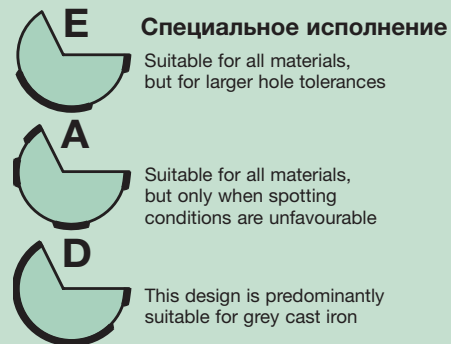 E
Специальное исполнение
Suitable for all materials,
but for larger hole tolerances
A
Suitable for all materials,
but only when spotting
conditions are unfavourable
D
This design is predominantly
suitable for grey cast iron